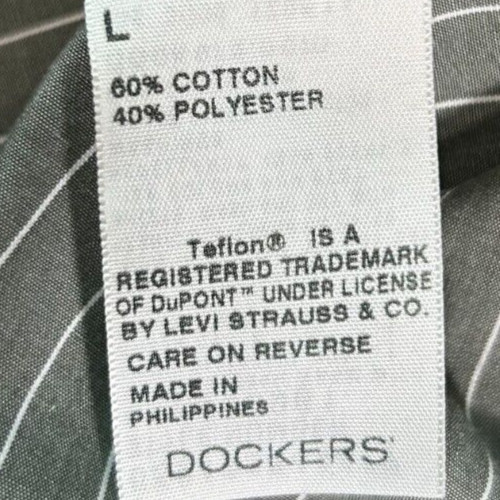 L
60% COTTON
40% POLYESTER
Teflon® IS A
REGISTERED TRADEMARK
OF DuPONT™ UNDER LICENSE
BY LEVI STRAUSS & CO.
CARE ON REVERSE
MADE IN
PHILIPPINES
DOCKERS®